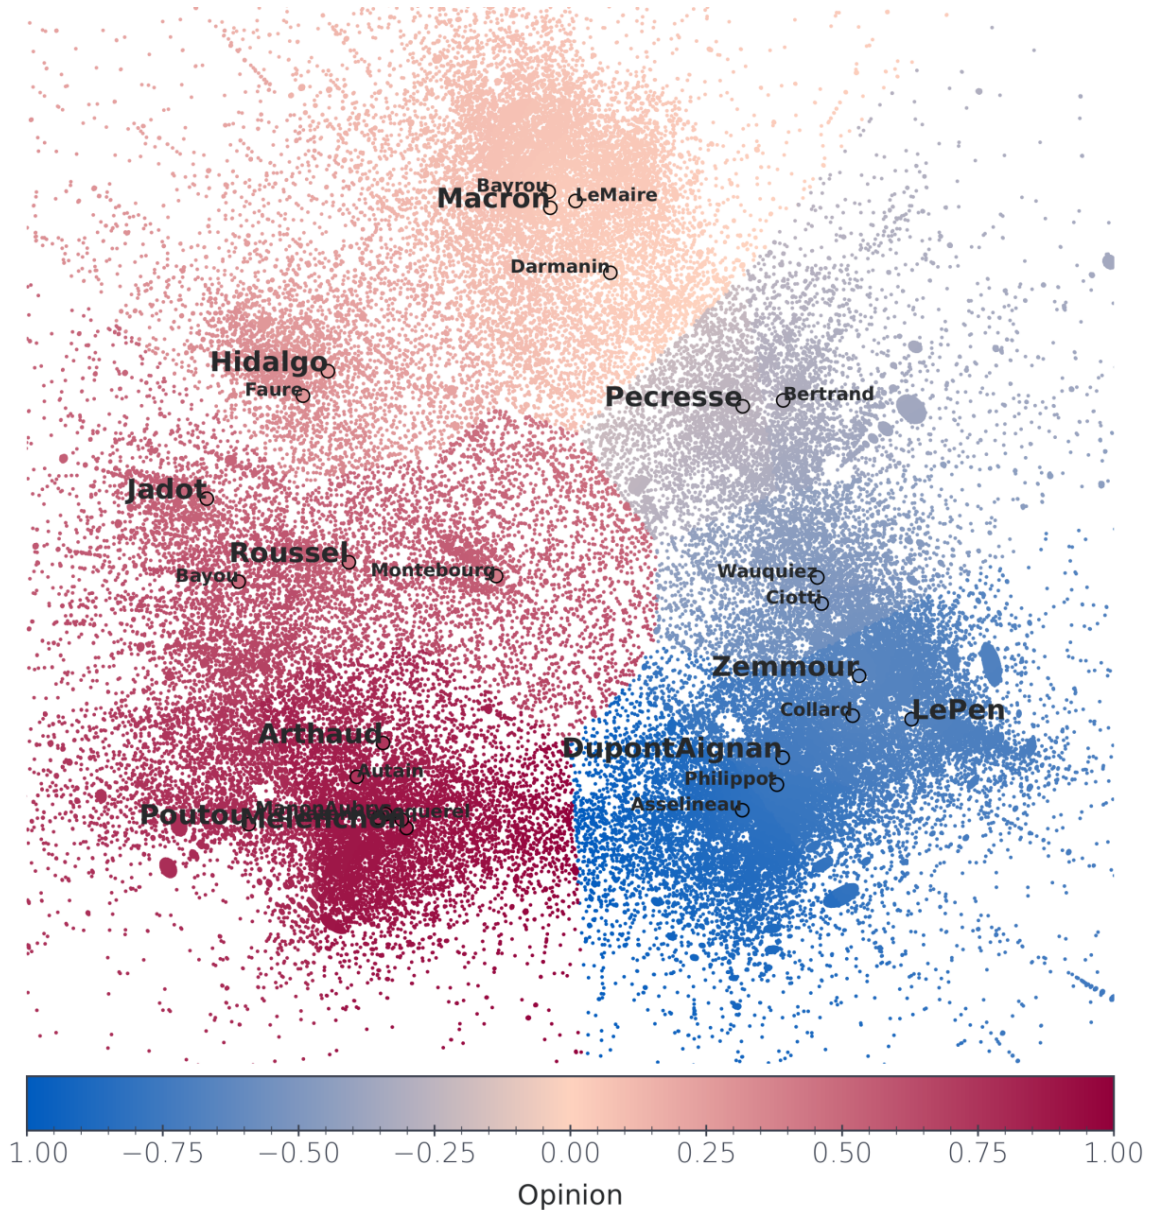 Bayrou
Macron
LeMaire
Darmanin
Hidalgo
Faure
Pecresse
Bertrand
Jadot
Roussel
Bayou
Montebourg
Wauquiez
Ciotti
Zemmour
Collard
LePen
Arthaud
DupontAignan
Autain
Philippot
Asselineau
Poutou
ManonAubry
Melenchon
1.00 −0.75 −0.50 −0.25 0.00 0.25 0.50 0.75 1.00
Opinion